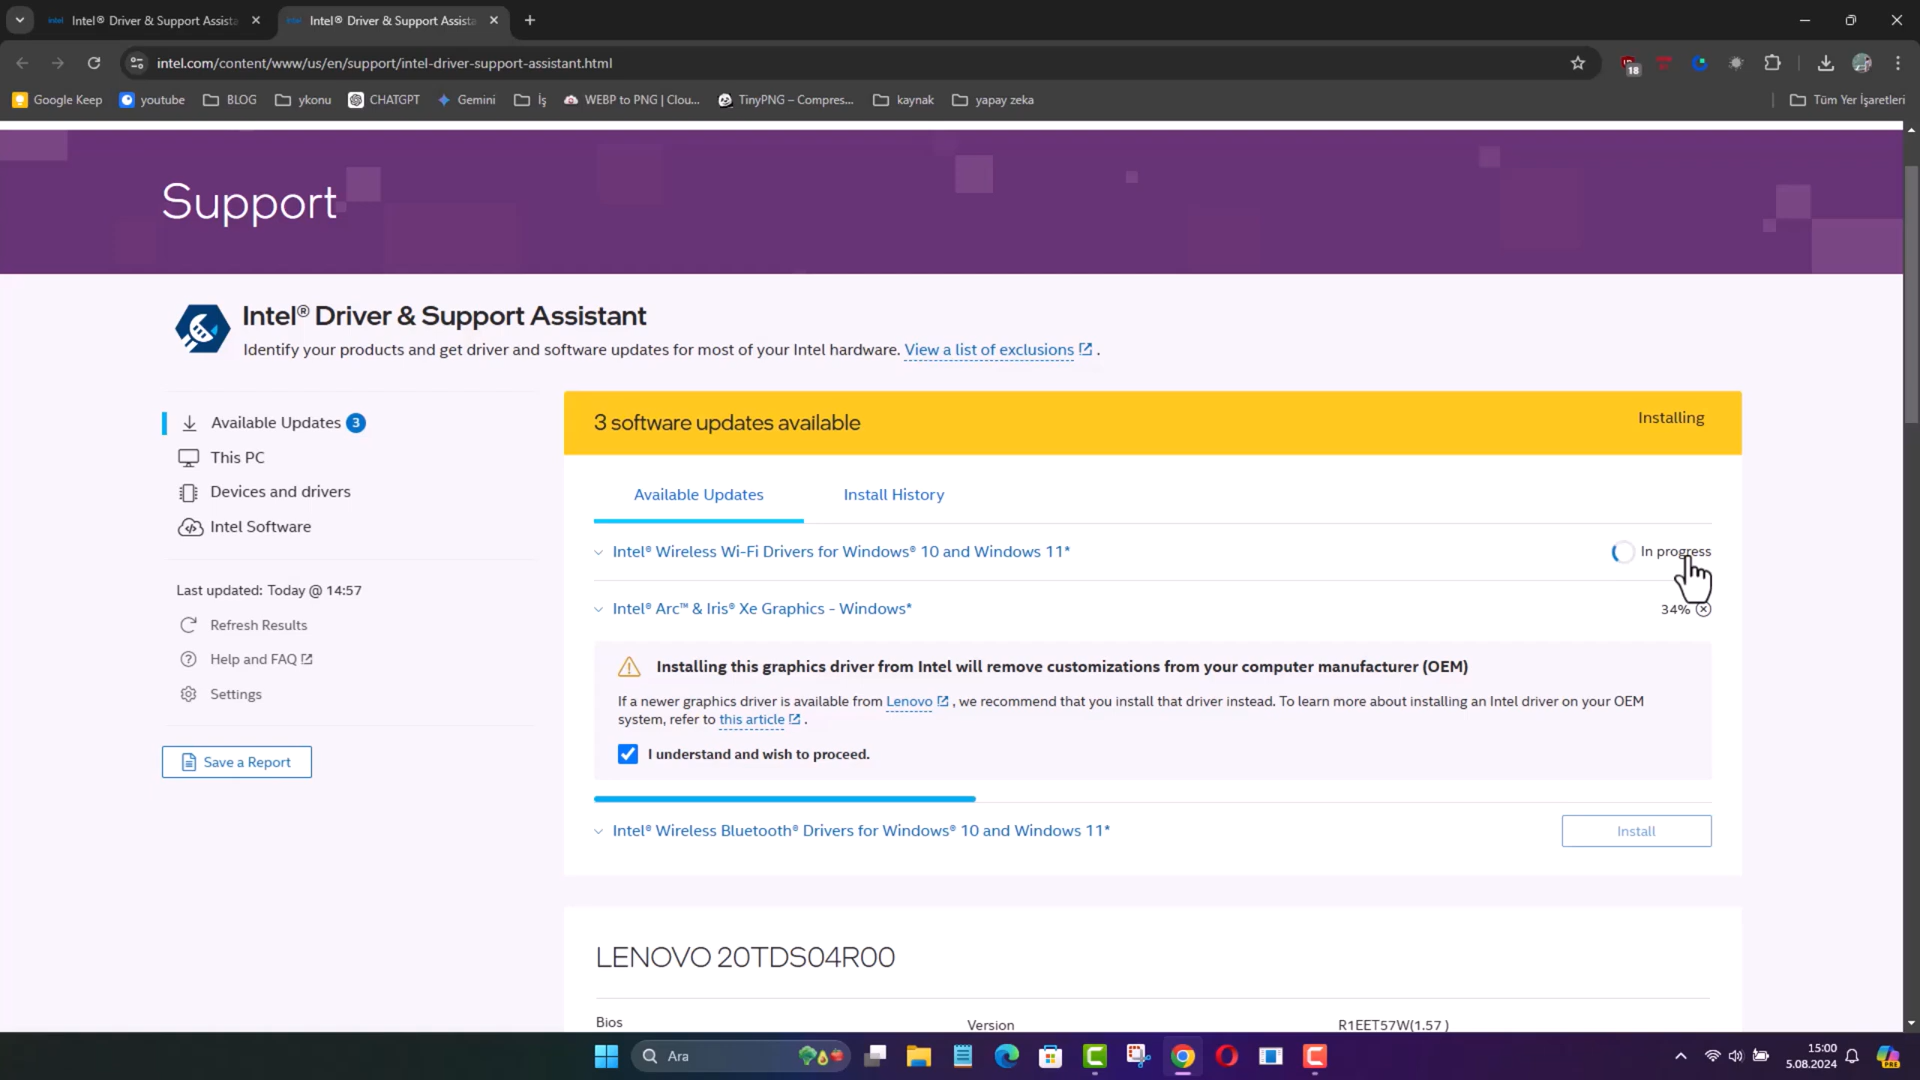 Intel® Driver & Support Assista
Intel® Driver & Support Assista
intel.com/content/www/us/en/support/intel-driver-support-assistant.html
18
Google Keep
youtube
BLOG
ykonu
CHATGPT
Gemini
İş
WEBP to PNG | Clou...
TinyPNG – Compres...
kaynak
yapay zeka
Tüm Yer İşaretleri
Support
Intel® Driver & Support Assistant
Identify your products and get driver and software updates for most of your Intel hardware. View a list of exclusions .
Available Updates 3
This PC
Devices and drivers
Intel Software
Last updated: Today @ 14:57
Refresh Results
Help and FAQ
Settings
Save a Report
3 software updates available
Installing
Available Updates
Install History
Intel® Wireless Wi-Fi Drivers for Windows® 10 and Windows 11*
In progress
Intel® Arc™ & Iris® Xe Graphics - Windows*
34%
Installing this graphics driver from Intel will remove customizations from your computer manufacturer (OEM)
If a newer graphics driver is available from Lenovo , we recommend that you install that driver instead. To learn more about installing an Intel driver on your OEM
system, refer to this article .
I understand and wish to proceed.
Intel® Wireless Bluetooth® Drivers for Windows® 10 and Windows 11*
Install
LENOVO 20TDS04R00
Bios
Version
R1EET57W(1.57 )
Ara
15:00
5.08.2024